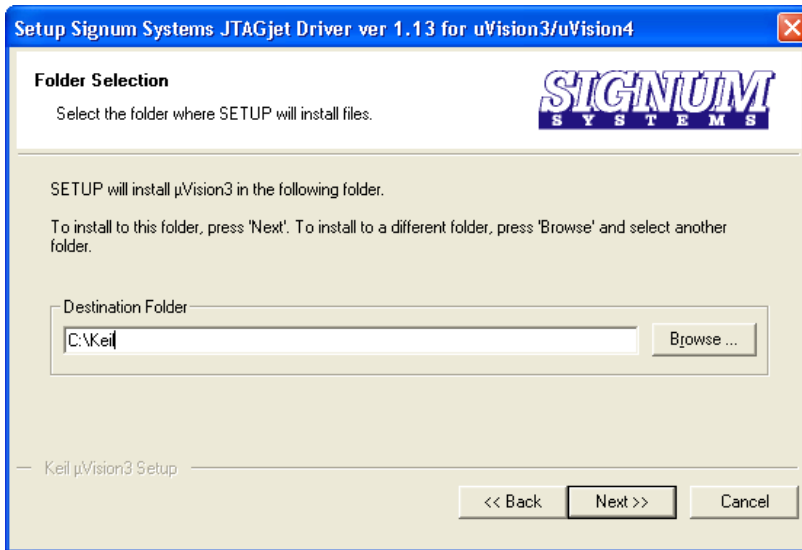 Setup Signum Systems JTAGjet Driver ver 1.13 for uVision3/uVision4
Folder Selection
Select the folder where SETUP will install files.
SIGNUM
SYSTEMS
SETUP will install µVision3 in the following folder.
To install to this folder, press 'Next'. To install to a different folder, press 'Browse' and select another
folder.
Destination Folder
C:\Keil
Browse ...
Keil µVision3 Setup
<< Back
Next >>
Cancel